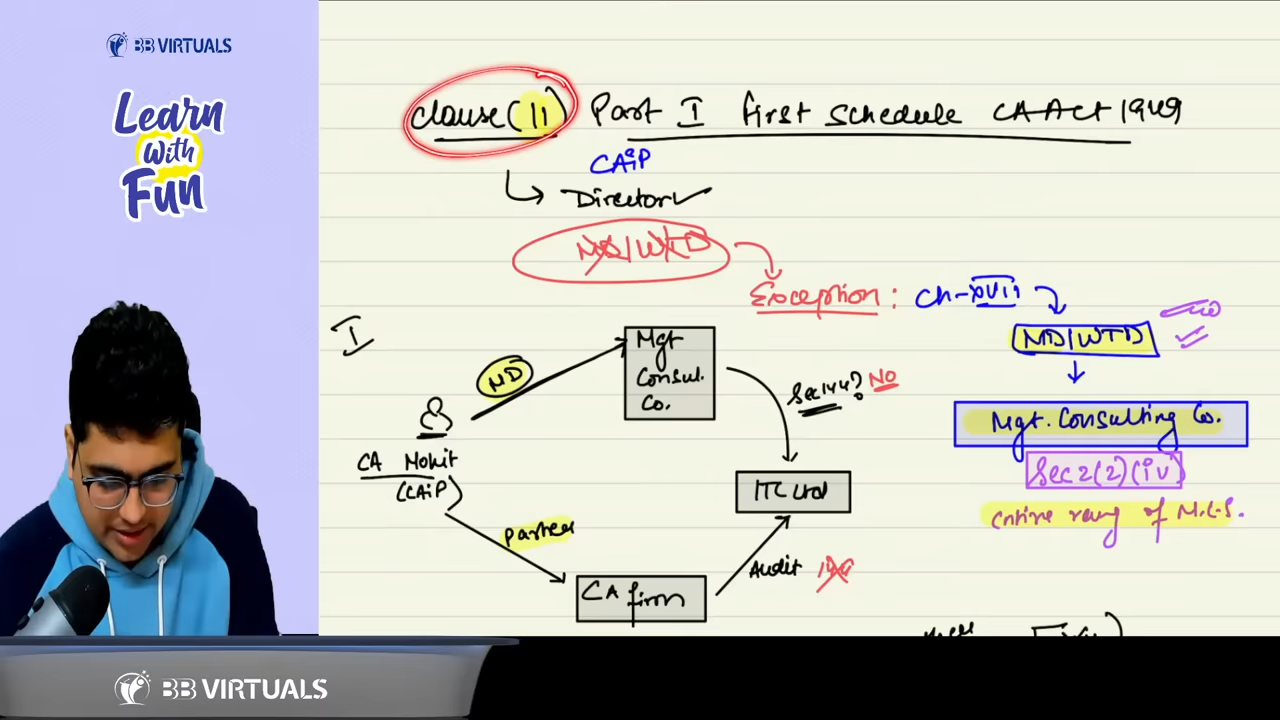 BB VIRTUALS
Learn
With
Fun
Clause (11) Part I First Schedule CA Act 1949
CAiP
Director
MD/WTD
Exception : Ch-XVII
MD/WTD
I
Mgt
Consul.
Co.
MD
Sec 144? NO
Mgt. Consulting Co.
Sec 2(2)(iv)
CA Mohit
(CAiP)
ITC Ltd
Entire rang of M.C.S.
Partner
Audit
CA firm
BB VIRTUALS